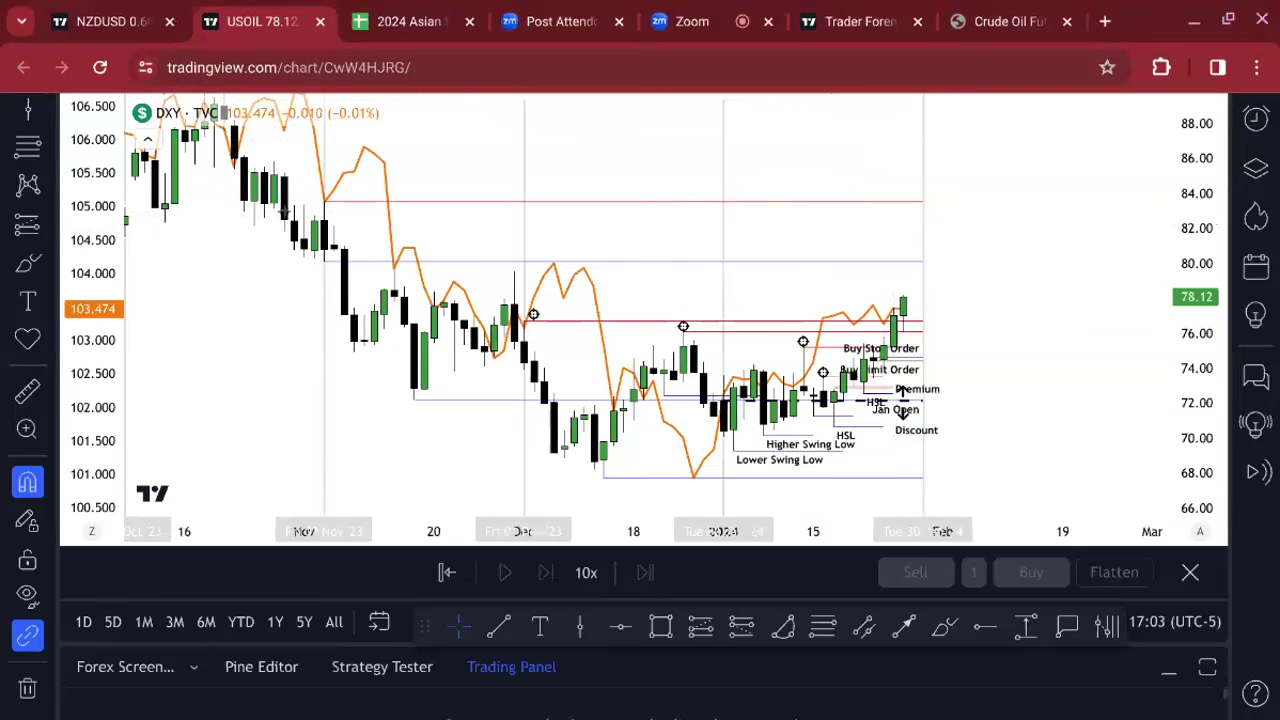 NZDUSD 0.6
USOIL 78.12
2024 Asian
Post Attend
Zoom
Trader Foren
Crude Oil Fu
tradingview.com/chart/CwW4HJRG/
DXY · TVC 103.474 −0.010 (−0.01%)
106.500
106.000
105.500
105.000
104.500
104.000
103.474
103.000
102.500
102.000
101.500
101.000
100.500
88.00
86.00
84.00
82.00
80.00
78.12
76.00
74.00
72.00
70.00
68.00
66.00
Buy Stop Order
Buy Limit Order
Premium
HSL
Jan Open
Discount
HSL
Higher Swing Low
Lower Swing Low
Z
16
20
18
15
Feb
19
Mar
A
10x
Sell
1
Buy
Flatten
1D 5D 1M 3M 6M YTD 1Y 5Y All
17:03 (UTC-5)
Forex Screen... Pine Editor Strategy Tester Trading Panel